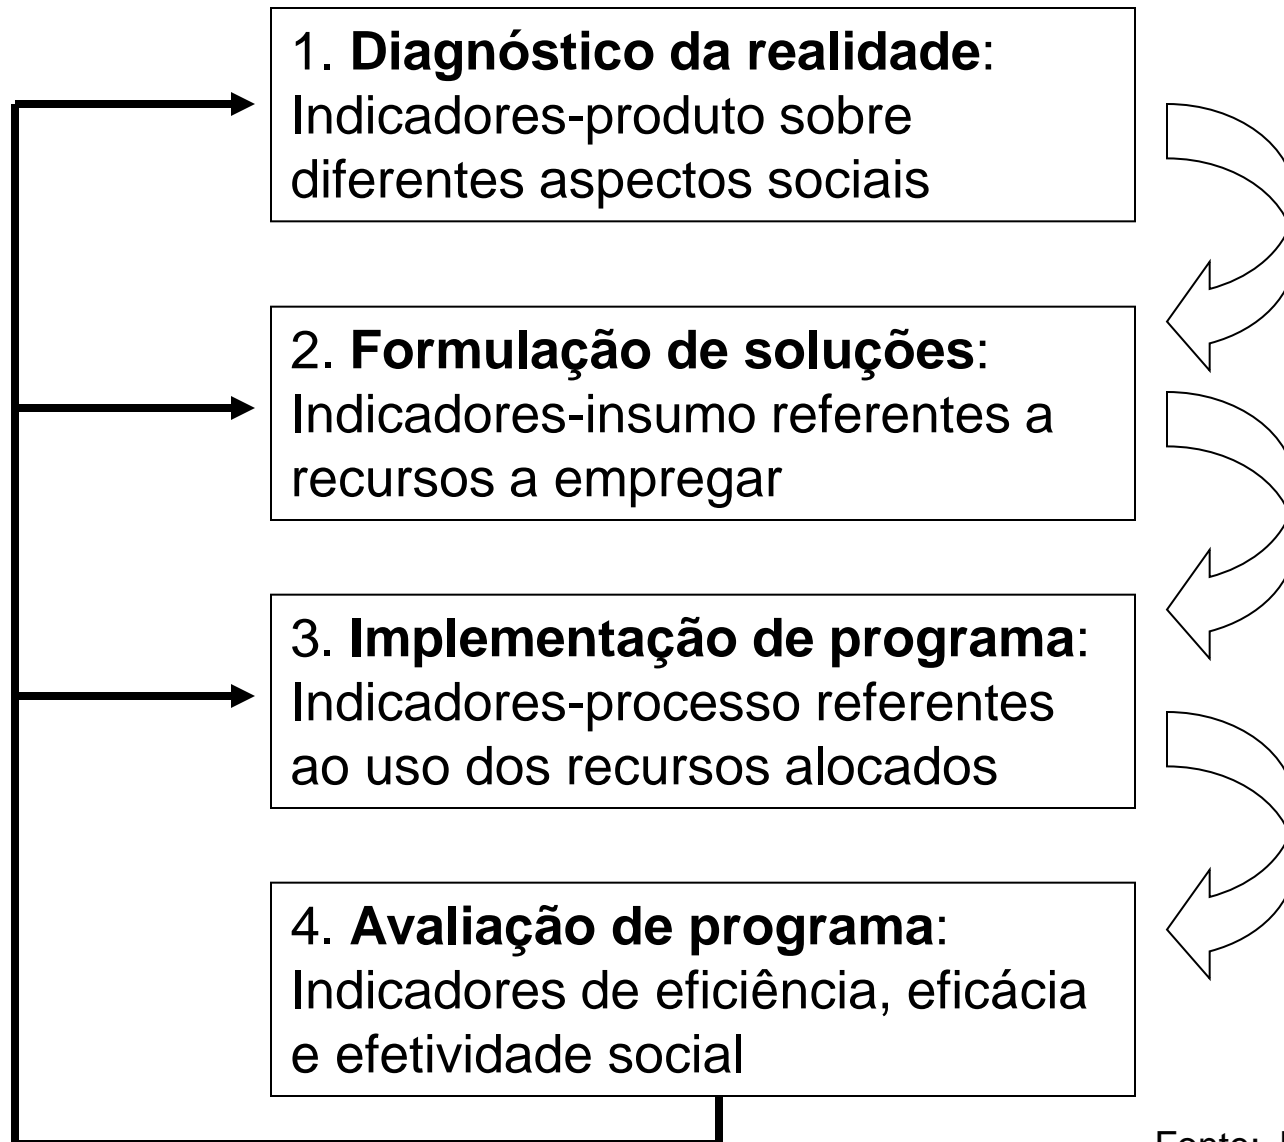 1. Diagnóstico da realidade:
Indicadores-produto sobre
diferentes aspectos sociais
2. Formulação de soluções:
Indicadores-insumo referentes a
recursos a empregar
3. Implementação de programa:
Indicadores-processo referentes
ao uso dos recursos alocados
4. Avaliação de programa:
Indicadores de eficiência, eficácia
e efetividade social
Fonte: